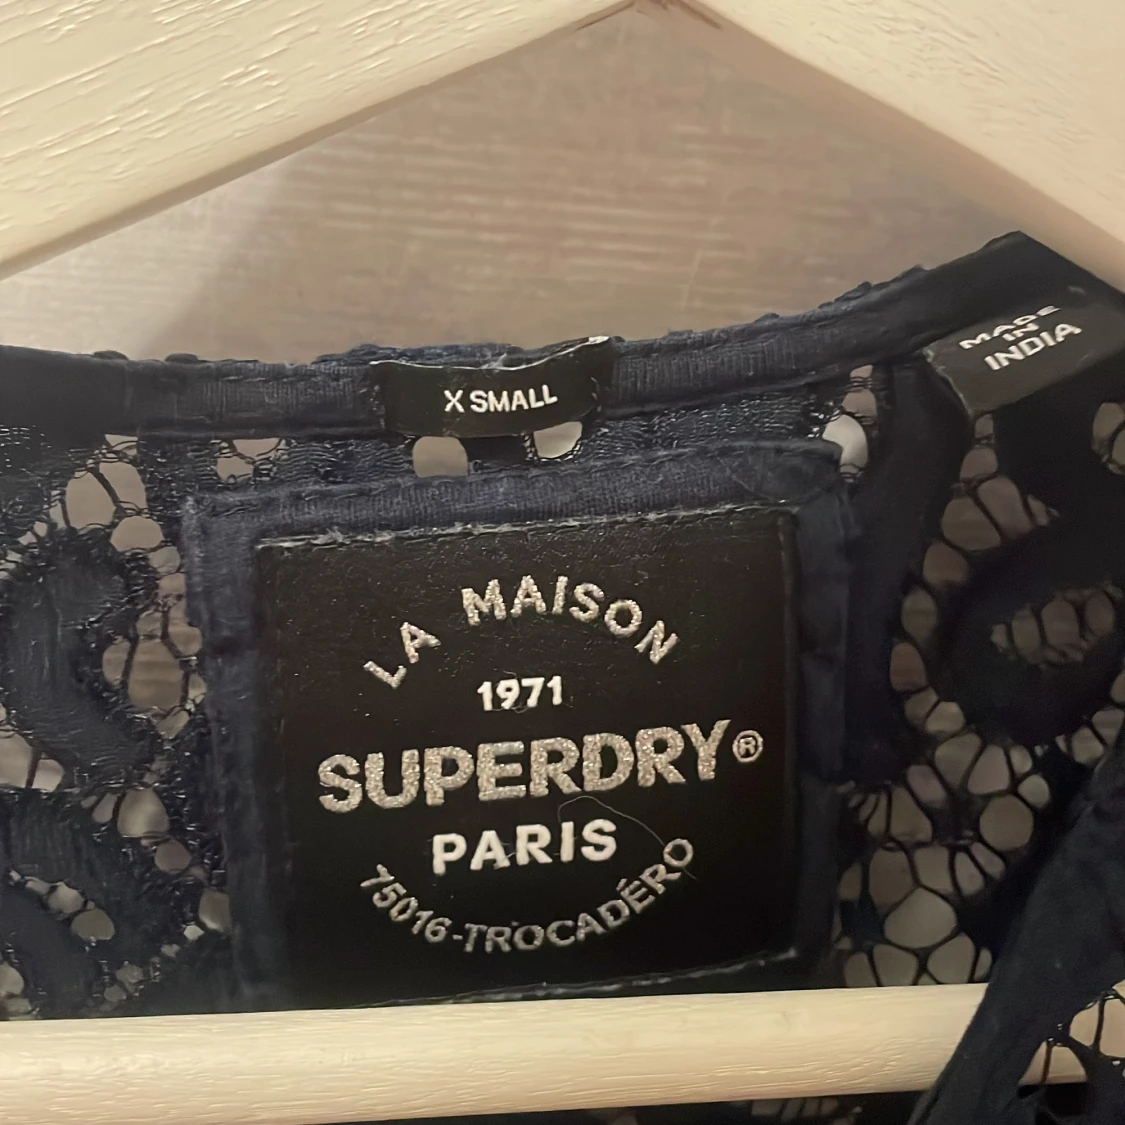 X SMALL
MADE
IN
INDIA
LA MAISON
1971
SUPERDRY®
PARIS
75016-TROCADÉRO